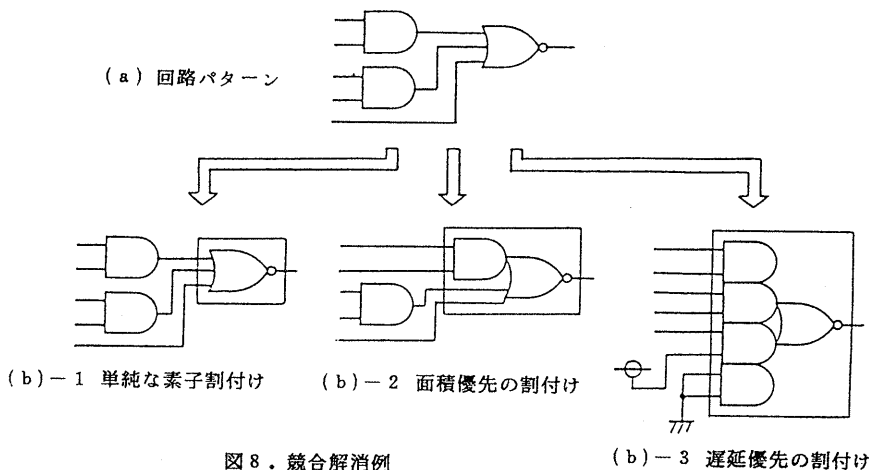 (a) 回路パターン
(b)-1 単純な素子割付け
(b)-2 面積優先の割付け
(b)-3 遅延優先の割付け
図8.競合解消例